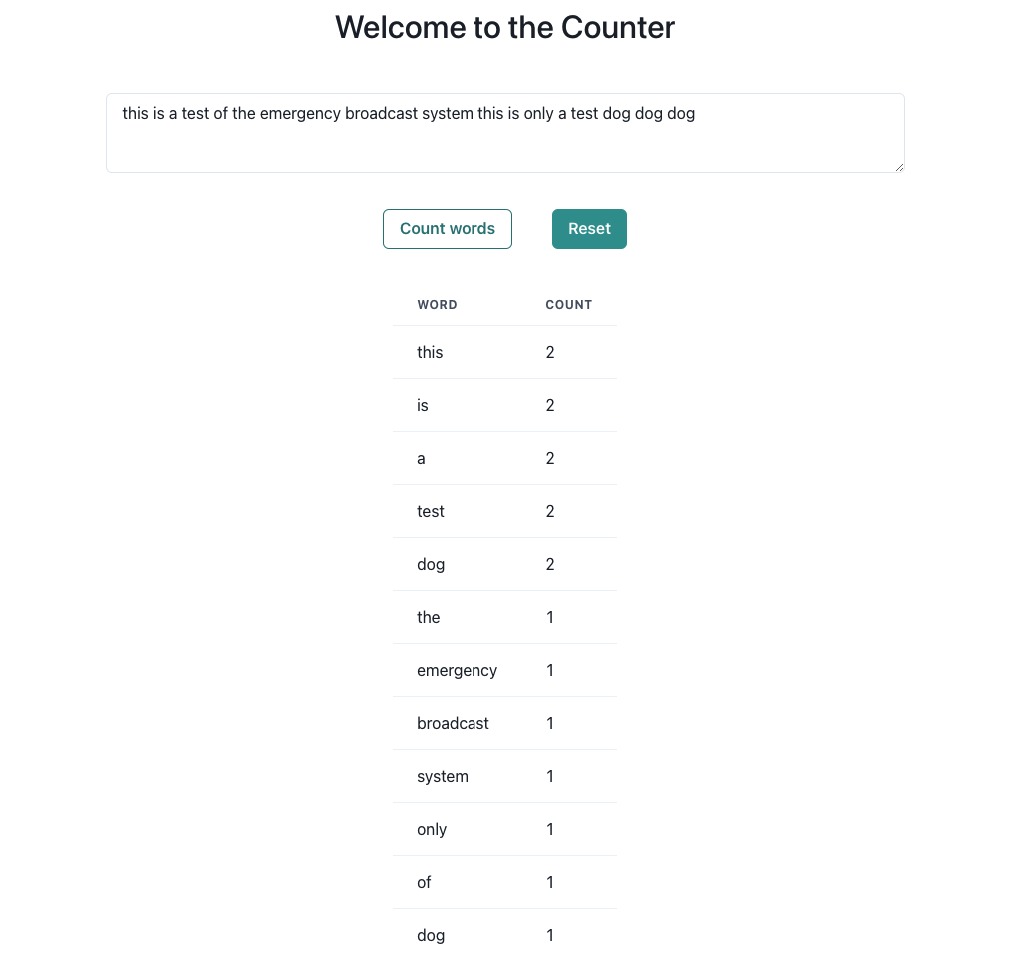 Welcome to the Counter
this is a test of the emergency broadcast system this is only a test dog dog dog
Count words Reset
WORD COUNT
this 2
is 2
a 2
test 2
dog 2
the 1
emergency 1
broadcast 1
system 1
only 1
of 1
dog 1